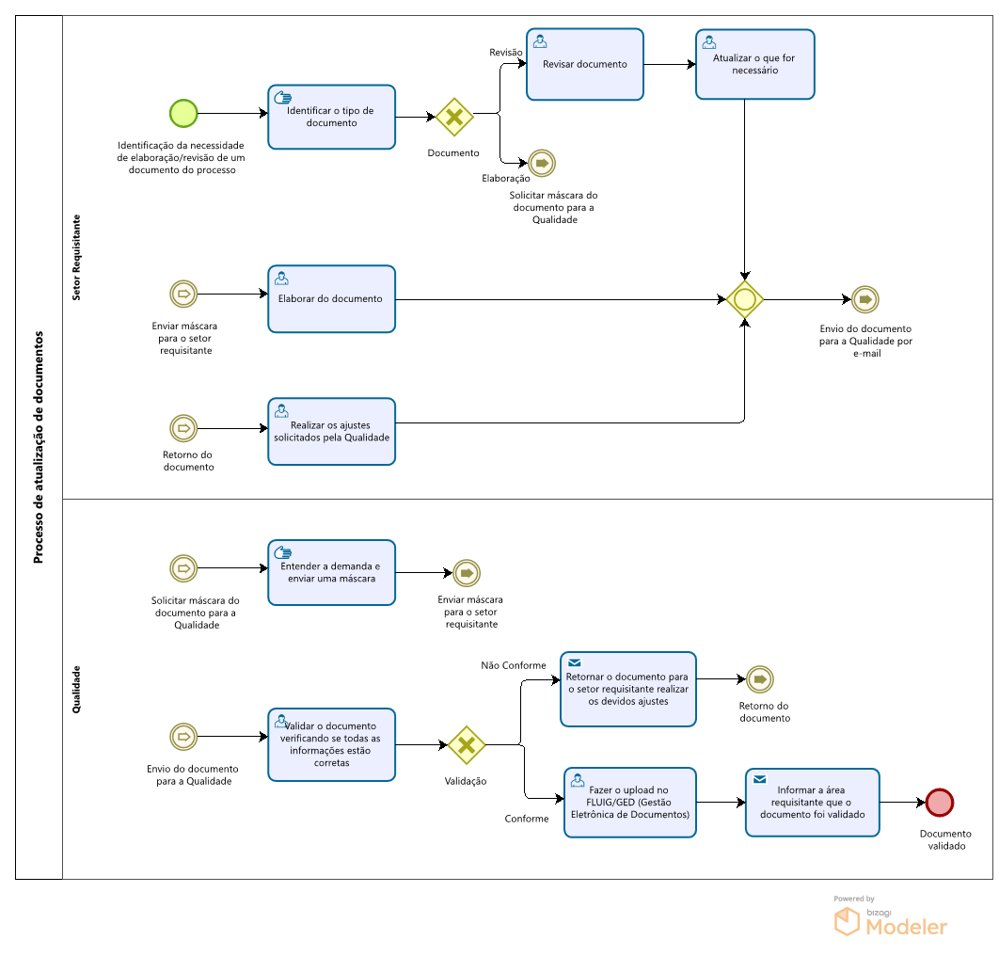 Processo de atualização de documentos
Setor Requisitante
Revisão
Revisar documento
Atualizar o que for
necessário
Identificar o tipo de
documento
Documento
Identificação da necessidade
de elaboração/revisão de um
documento do processo
Elaboração
Solicitar máscara do
documento para a
Qualidade
Elaborar do documento
Enviar máscara
para o setor
requisitante
Envio do documento
para a Qualidade por
e-mail
Realizar os ajustes
solicitados pela Qualidade
Retorno do
documento
Qualidade
Entender a demanda e
enviar uma máscara
Solicitar máscara do
documento para a
Qualidade
Enviar máscara
para o setor
requisitante
Não Conforme
Retornar o documento para
o setor requisitante realizar
os devidos ajustes
Retorno do
documento
Validar o documento
verificando se todas as
informações estão
corretas
Envio do documento
para a Qualidade
Validação
Conforme
Fazer o upload no
FLUIG/GED (Gestão
Eletrônica de Documentos)
Informar a área
requisitante que o
documento foi validado
Documento
validado
Powered by
bizagi
Modeler